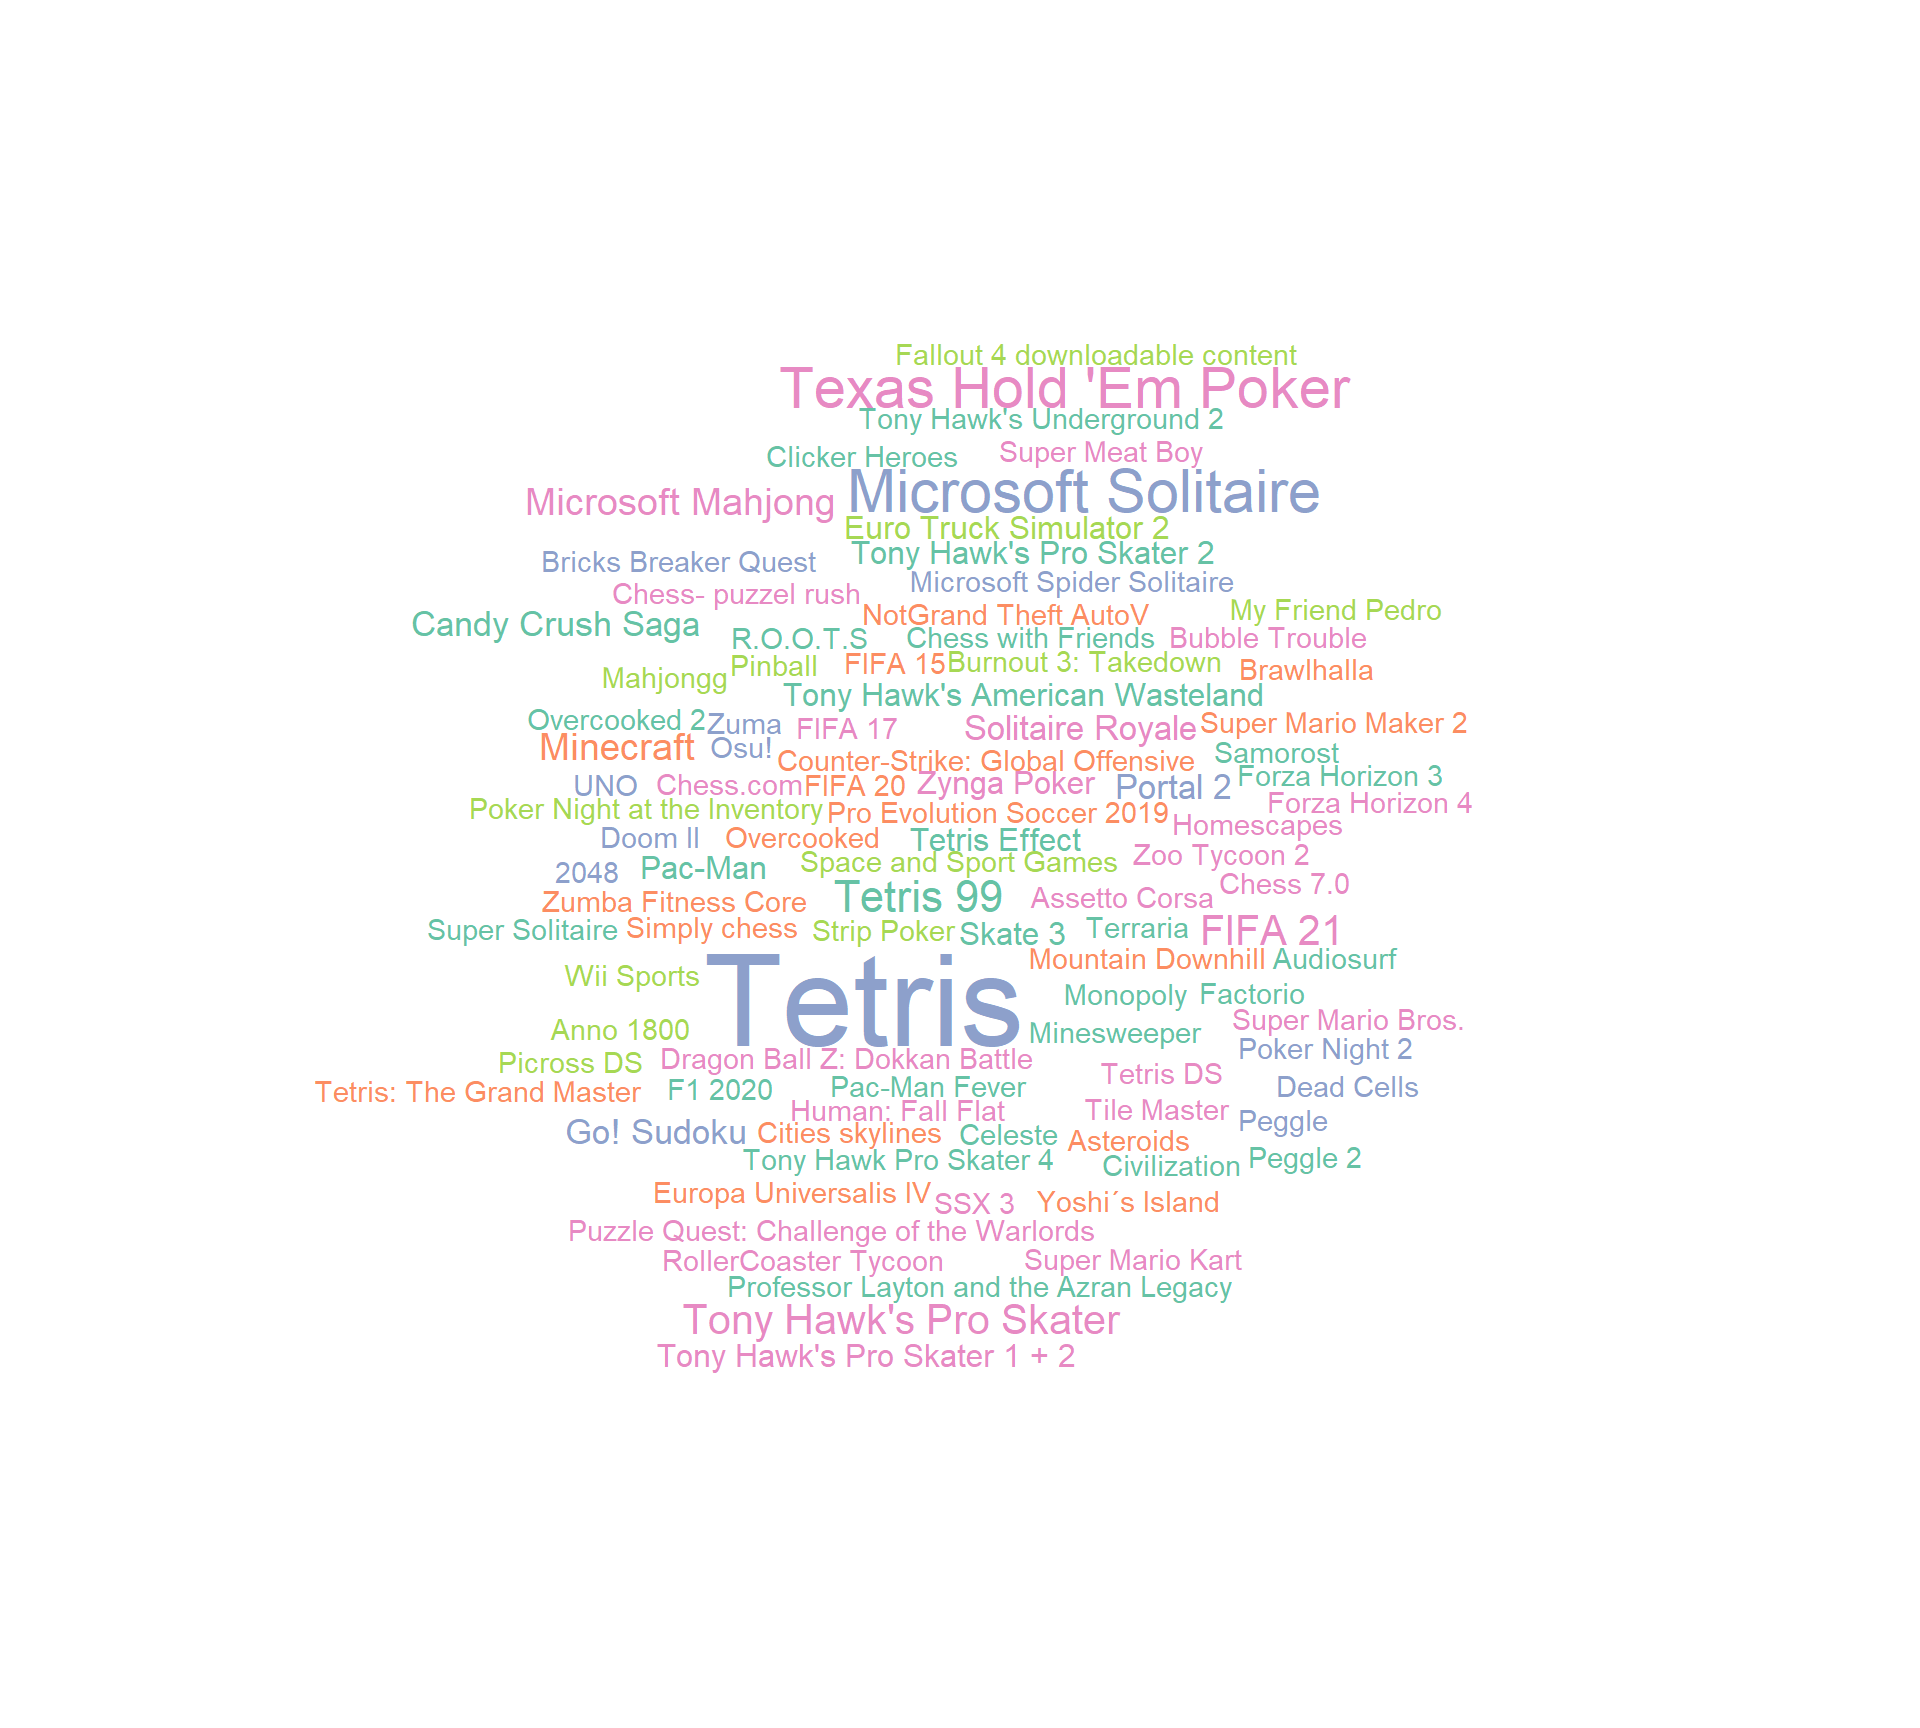 Fallout 4 downloadable content
Texas Hold 'Em Poker
Tony Hawk's Underground 2
Clicker Heroes
Super Meat Boy
Microsoft Mahjong
Microsoft Solitaire
Euro Truck Simulator 2
Bricks Breaker Quest
Tony Hawk's Pro Skater 2
Microsoft Spider Solitaire
Chess- puzzel rush
NotGrand Theft AutoV
My Friend Pedro
Candy Crush Saga
R.O.O.T.S
Chess with Friends
Bubble Trouble
Mahjongg
Pinball
FIFA 15
Burnout 3: Takedown
Brawlhalla
Tony Hawk's American Wasteland
Overcooked 2
Zuma
FIFA 17
Solitaire Royale
Super Mario Maker 2
Minecraft
Osu!
Counter-Strike: Global Offensive
Samorost
UNO
Chess.com
FIFA 20
Zynga Poker
Portal 2
Forza Horizon 3
Poker Night at the Inventory
Pro Evolution Soccer 2019
Forza Horizon 4
Homescapes
Doom II
Overcooked
Tetris Effect
2048
Pac-Man
Space and Sport Games
Zoo Tycoon 2
Zumba Fitness Core
Tetris 99
Assetto Corsa
Chess 7.0
Super Solitaire
Simply chess
Strip Poker
Skate 3
Terraria
FIFA 21
Wii Sports
Tetris
Mountain Downhill
Audiosurf
Monopoly
Factorio
Anno 1800
Minesweeper
Super Mario Bros.
Picross DS
Dragon Ball Z: Dokkan Battle
Poker Night 2
Tetris: The Grand Master
F1 2020
Pac-Man Fever
Tetris DS
Dead Cells
Human: Fall Flat
Tile Master
Peggle
Go! Sudoku
Cities skylines
Celeste
Asteroids
Tony Hawk Pro Skater 4
Civilization
Peggle 2
Europa Universalis IV
SSX 3
Yoshi´s Island
Puzzle Quest: Challenge of the Warlords
RollerCoaster Tycoon
Super Mario Kart
Professor Layton and the Azran Legacy
Tony Hawk's Pro Skater
Tony Hawk's Pro Skater 1 + 2